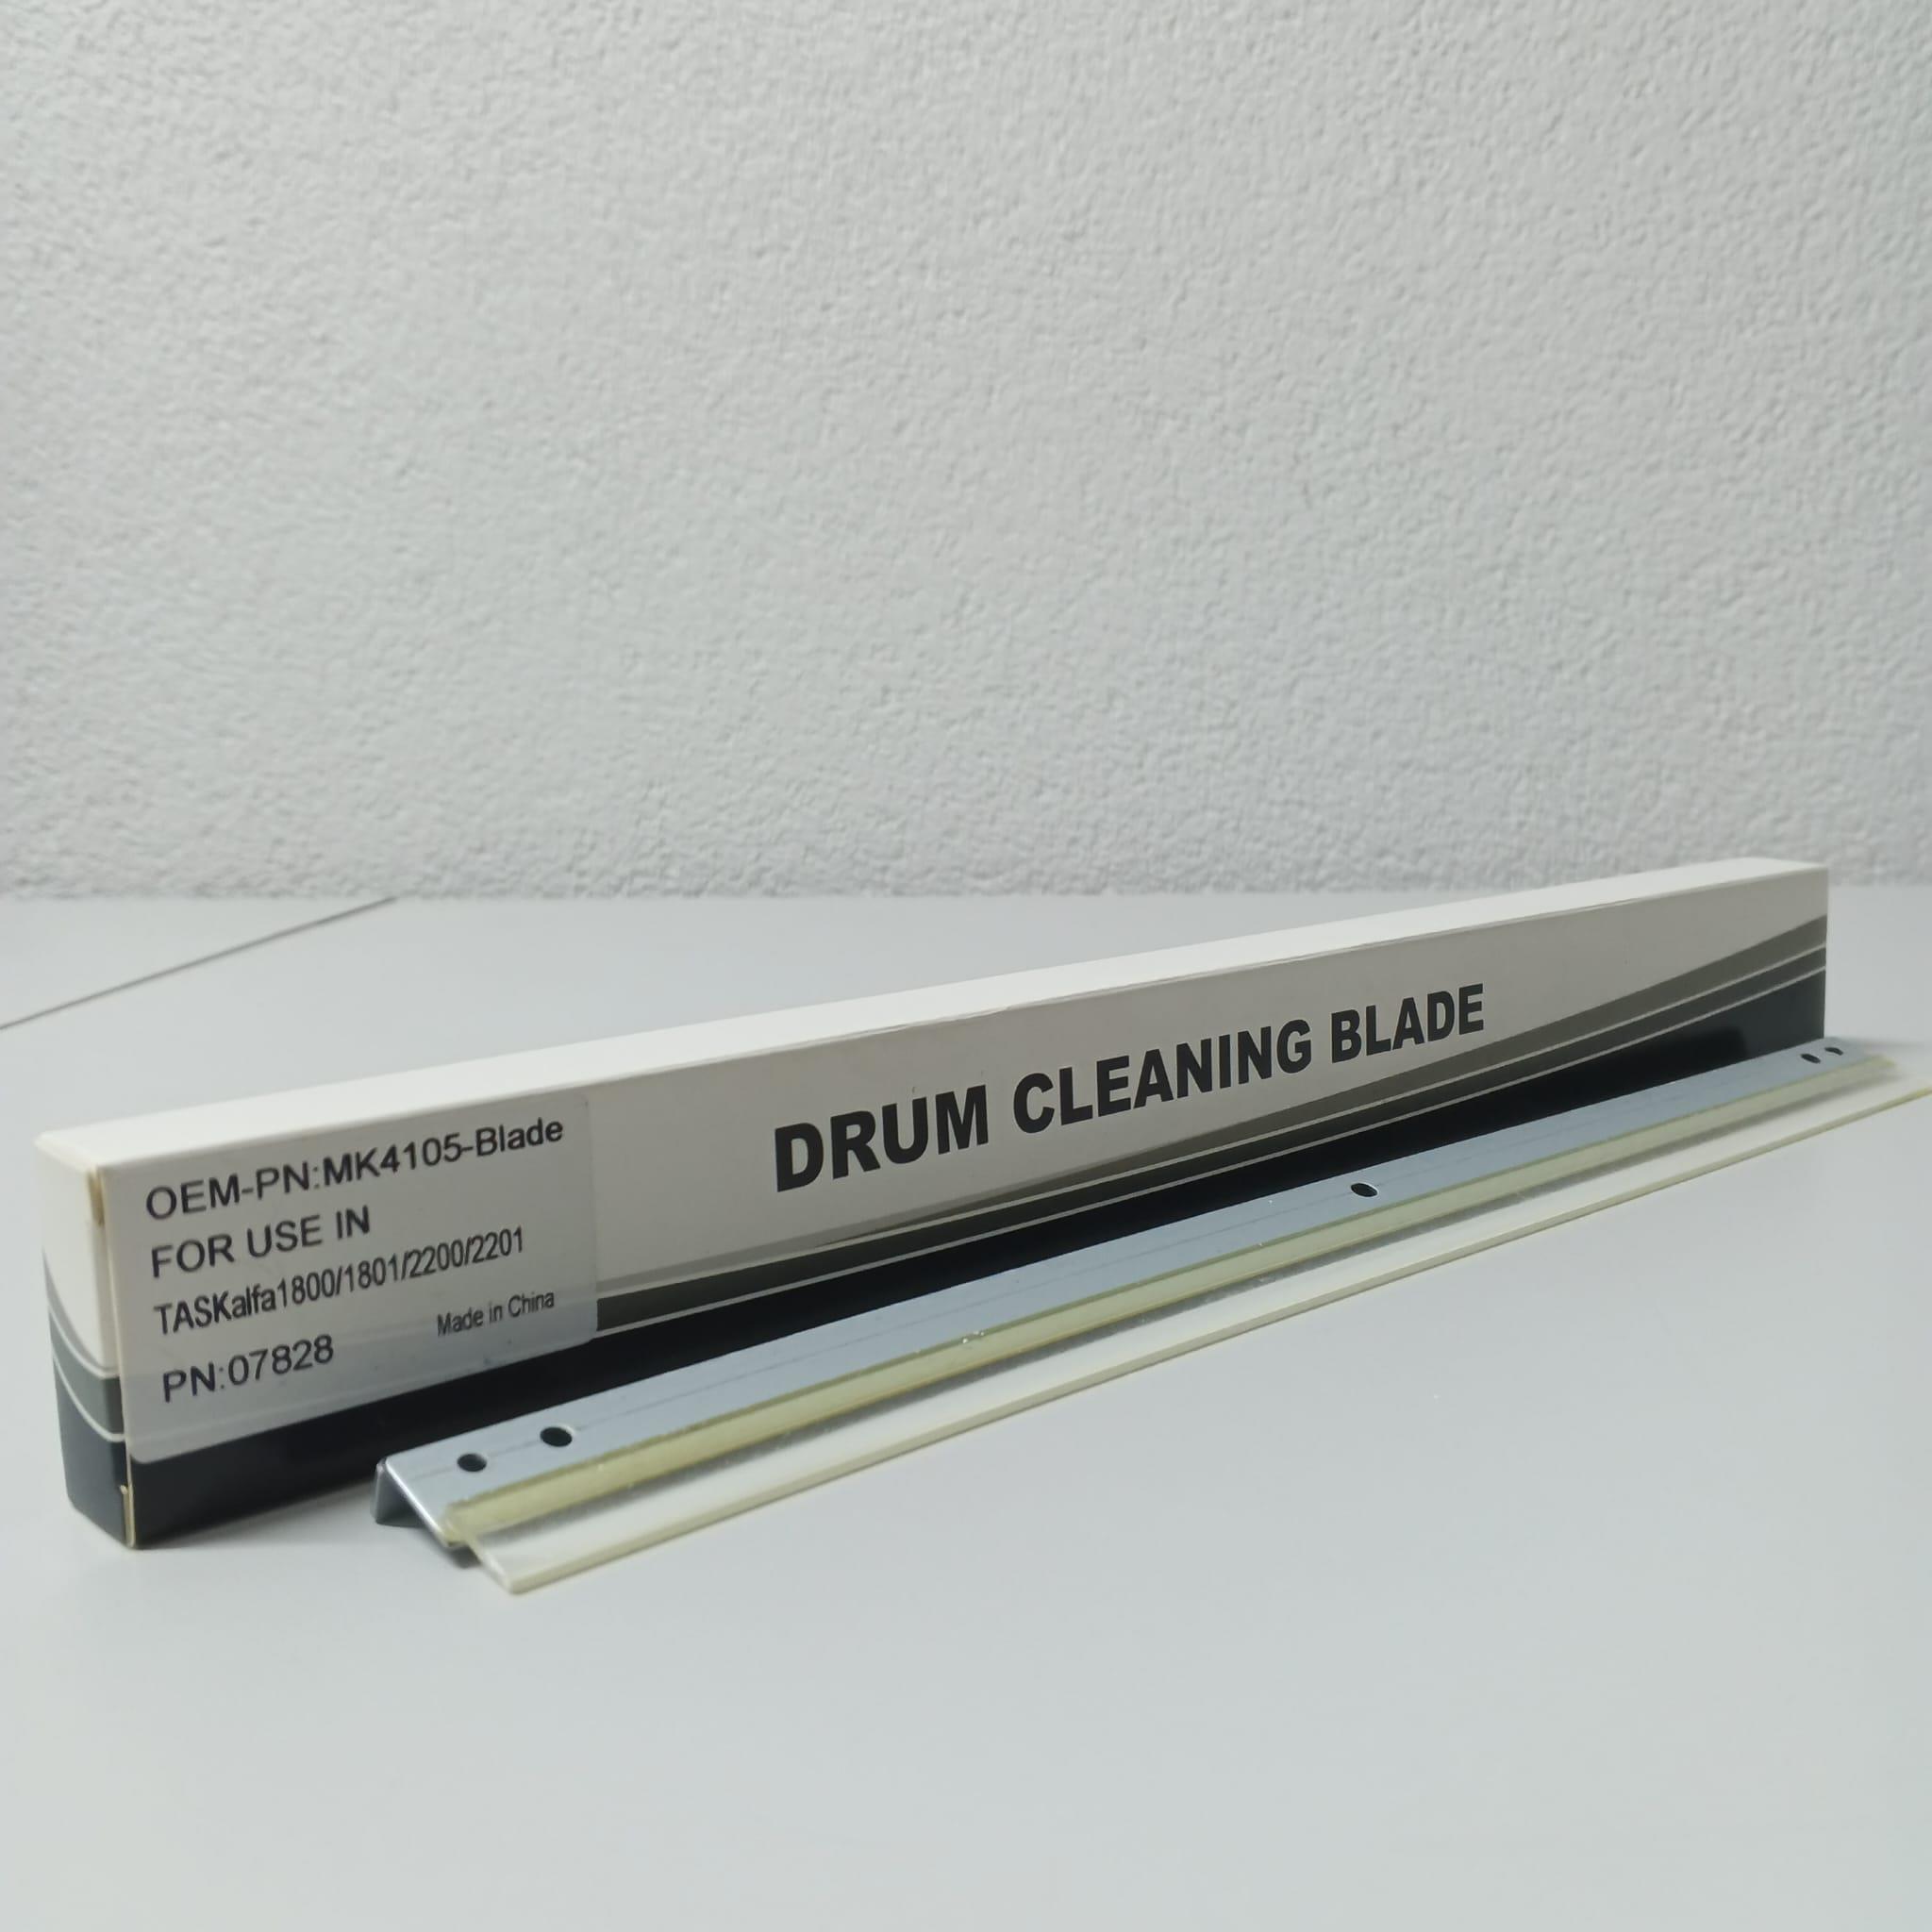 DRUM CLEANING BLADE
OEM-PN:MK4105-Blade
FOR USE IN
TASKalfa1800/1801/2200/2201
Made in China
PN:07828